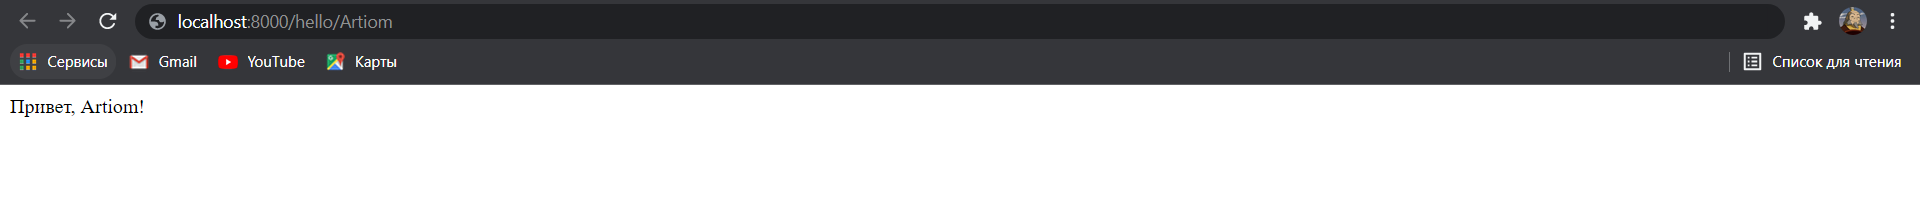 localhost:8000/hello/Artiom
Сервисы Gmail YouTube Карты Список для чтения
Привет, Artiom!